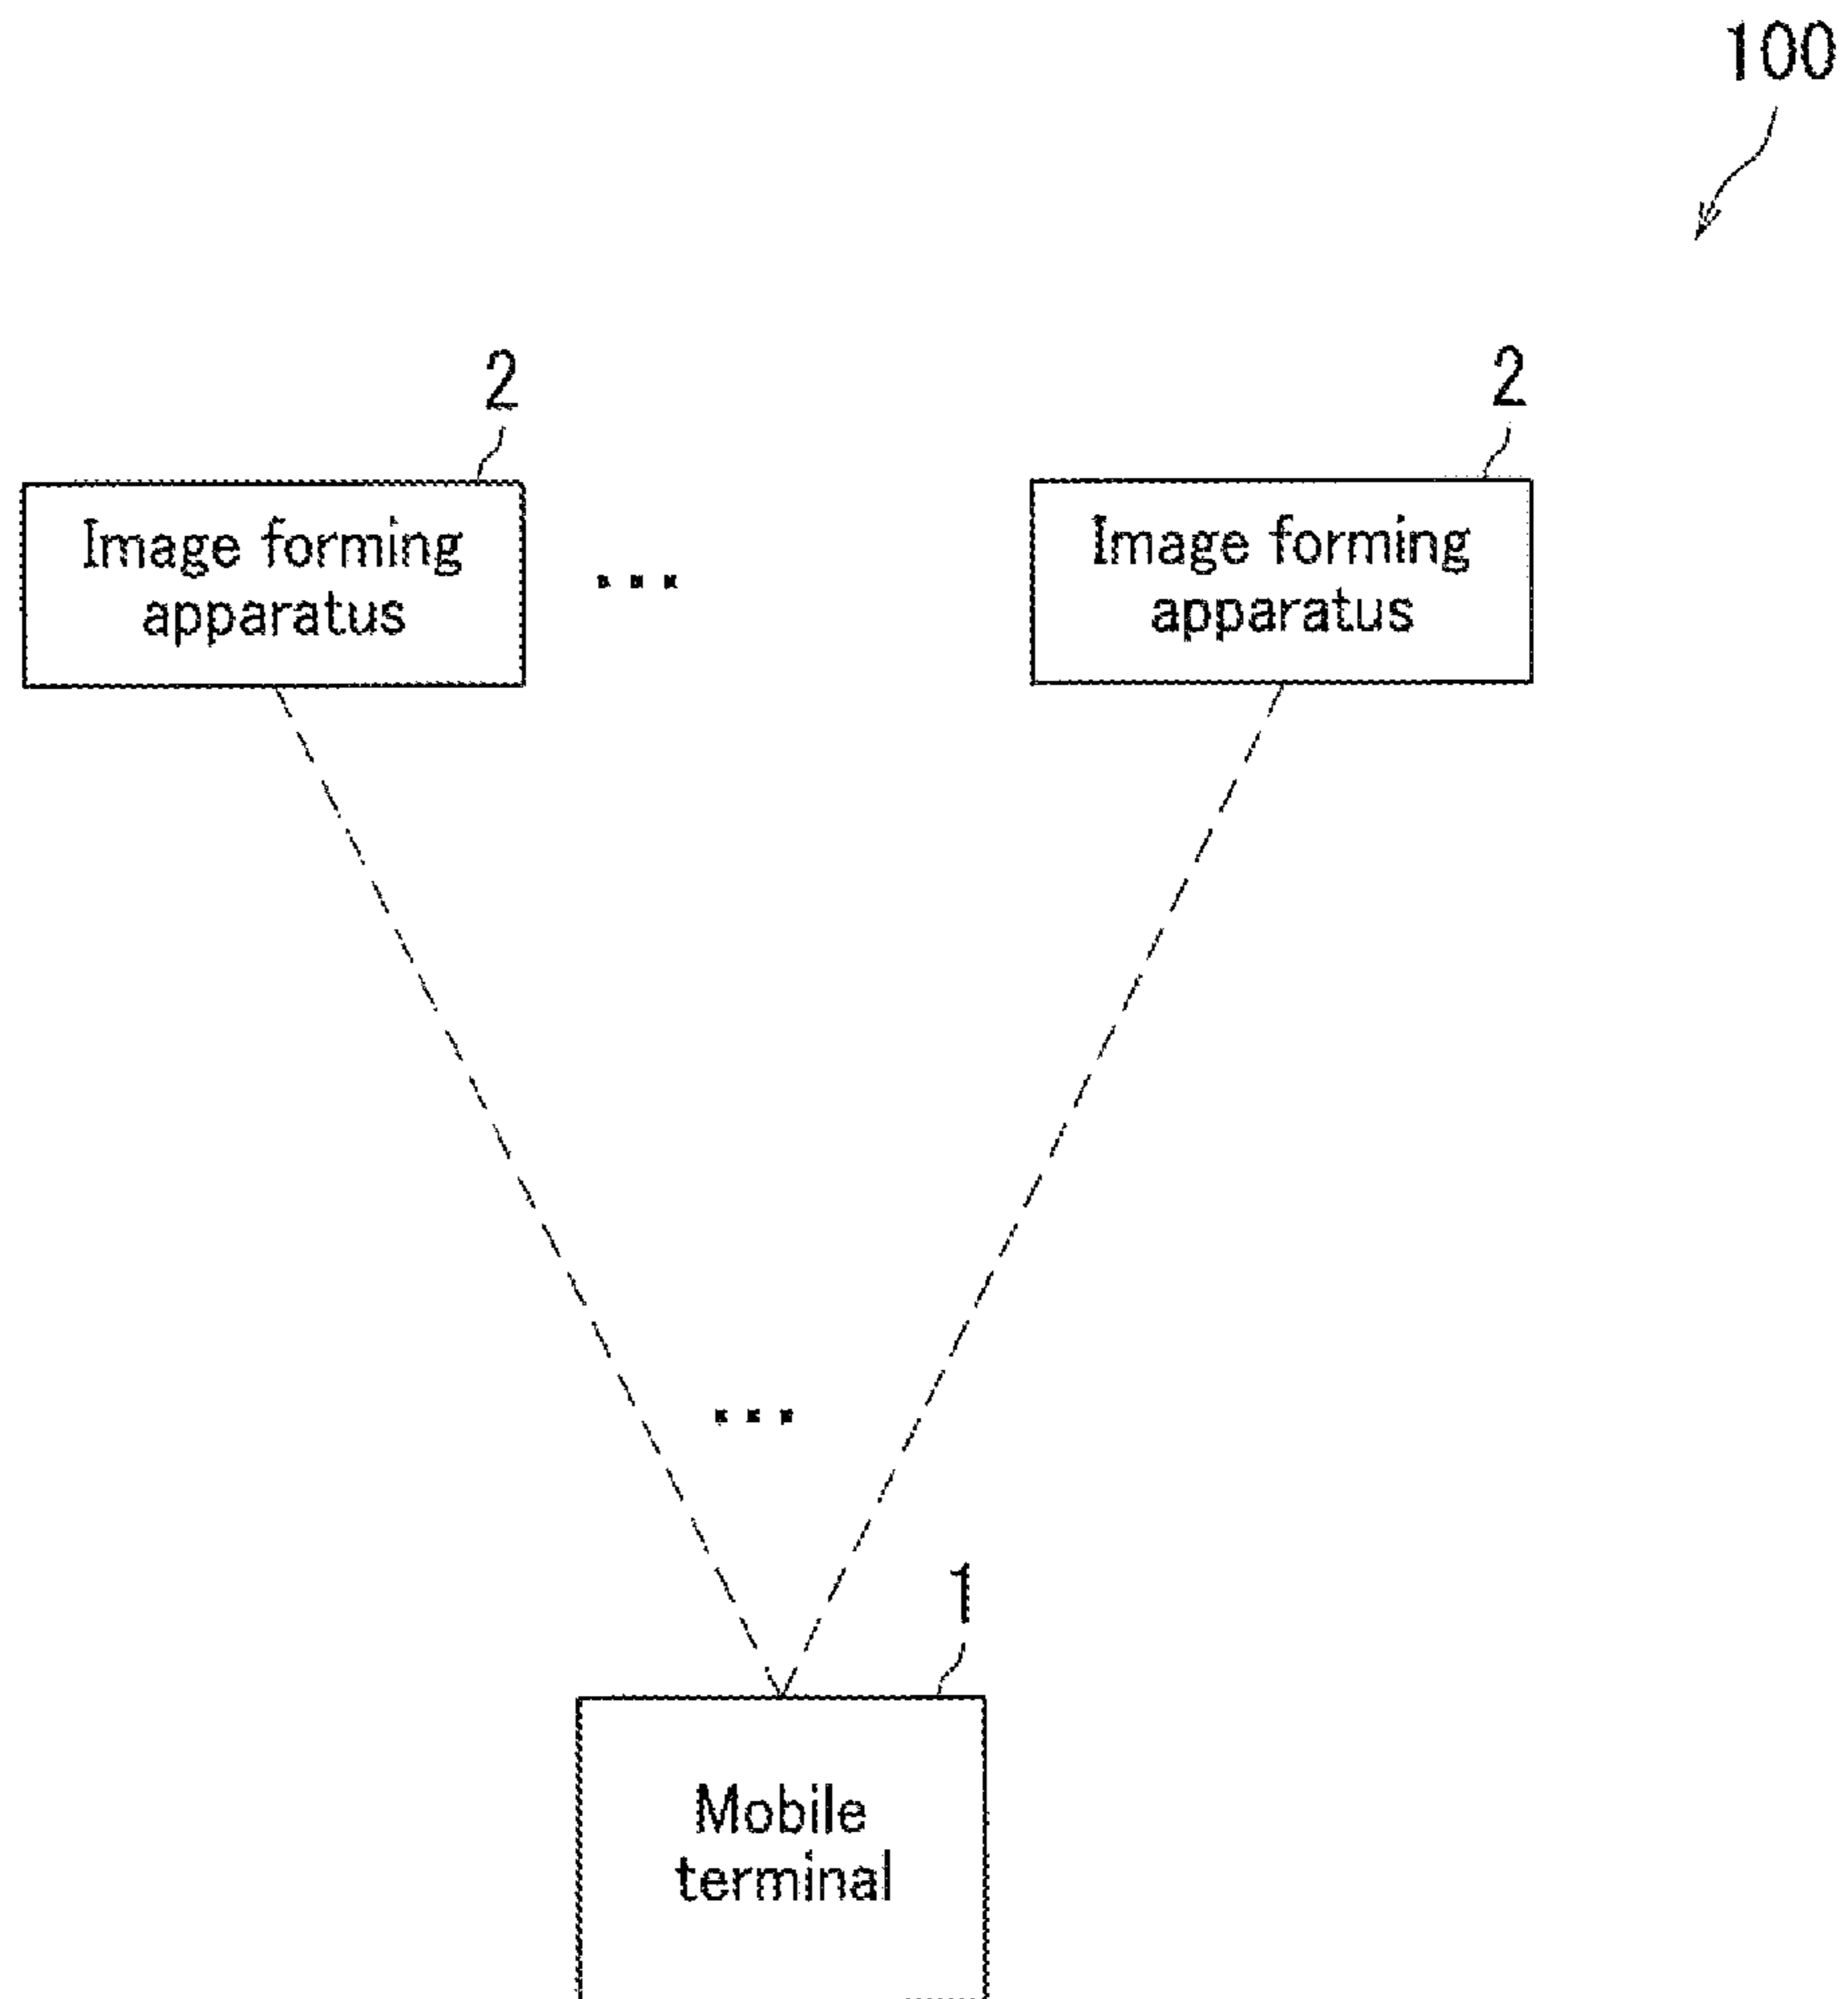 100
2
2
Image forming
apparatus
...
Image forming
apparatus
...
1
Mobile
terminal